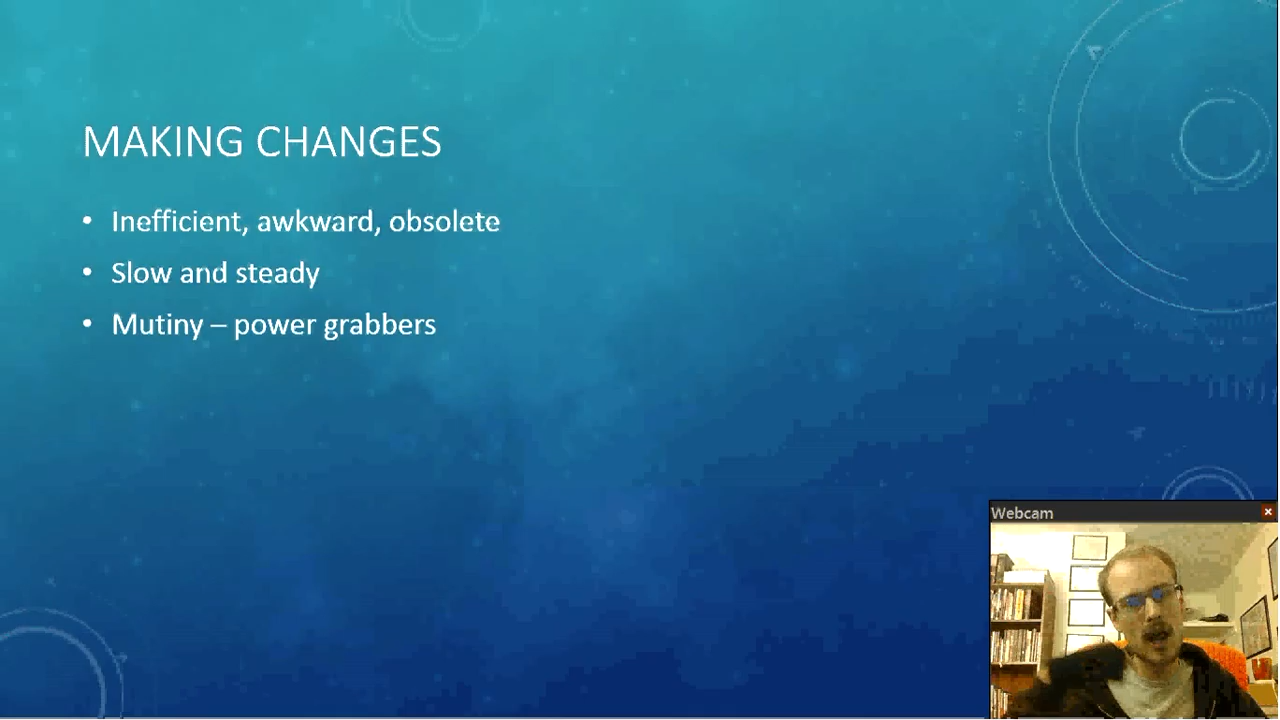 MAKING CHANGES
• Inefficient, awkward, obsolete
• Slow and steady
• Mutiny – power grabbers
Webcam